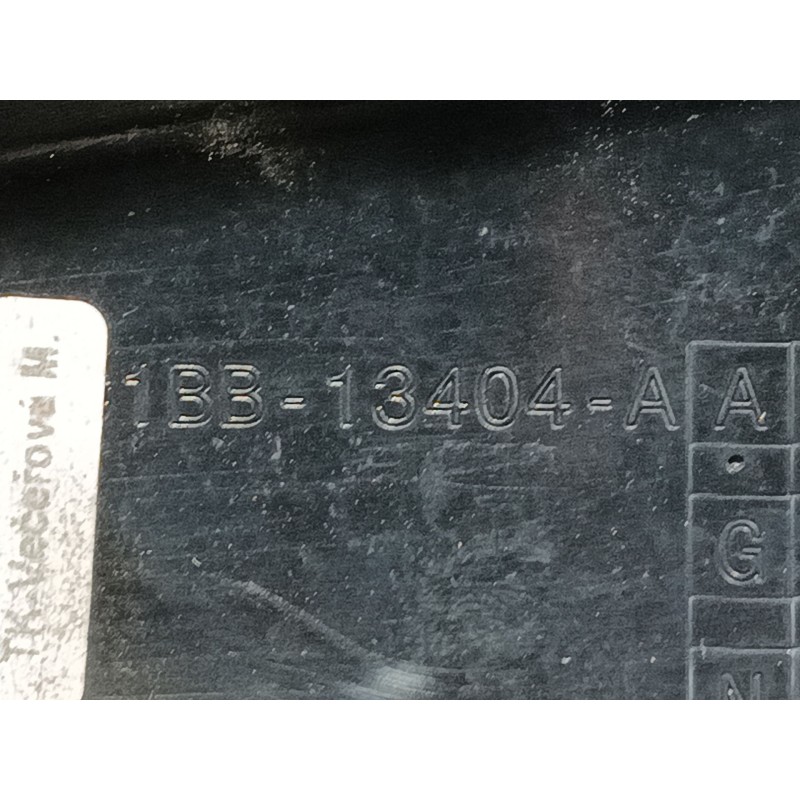 TK-Večeřová M.
1BB-13404-A A
G
N